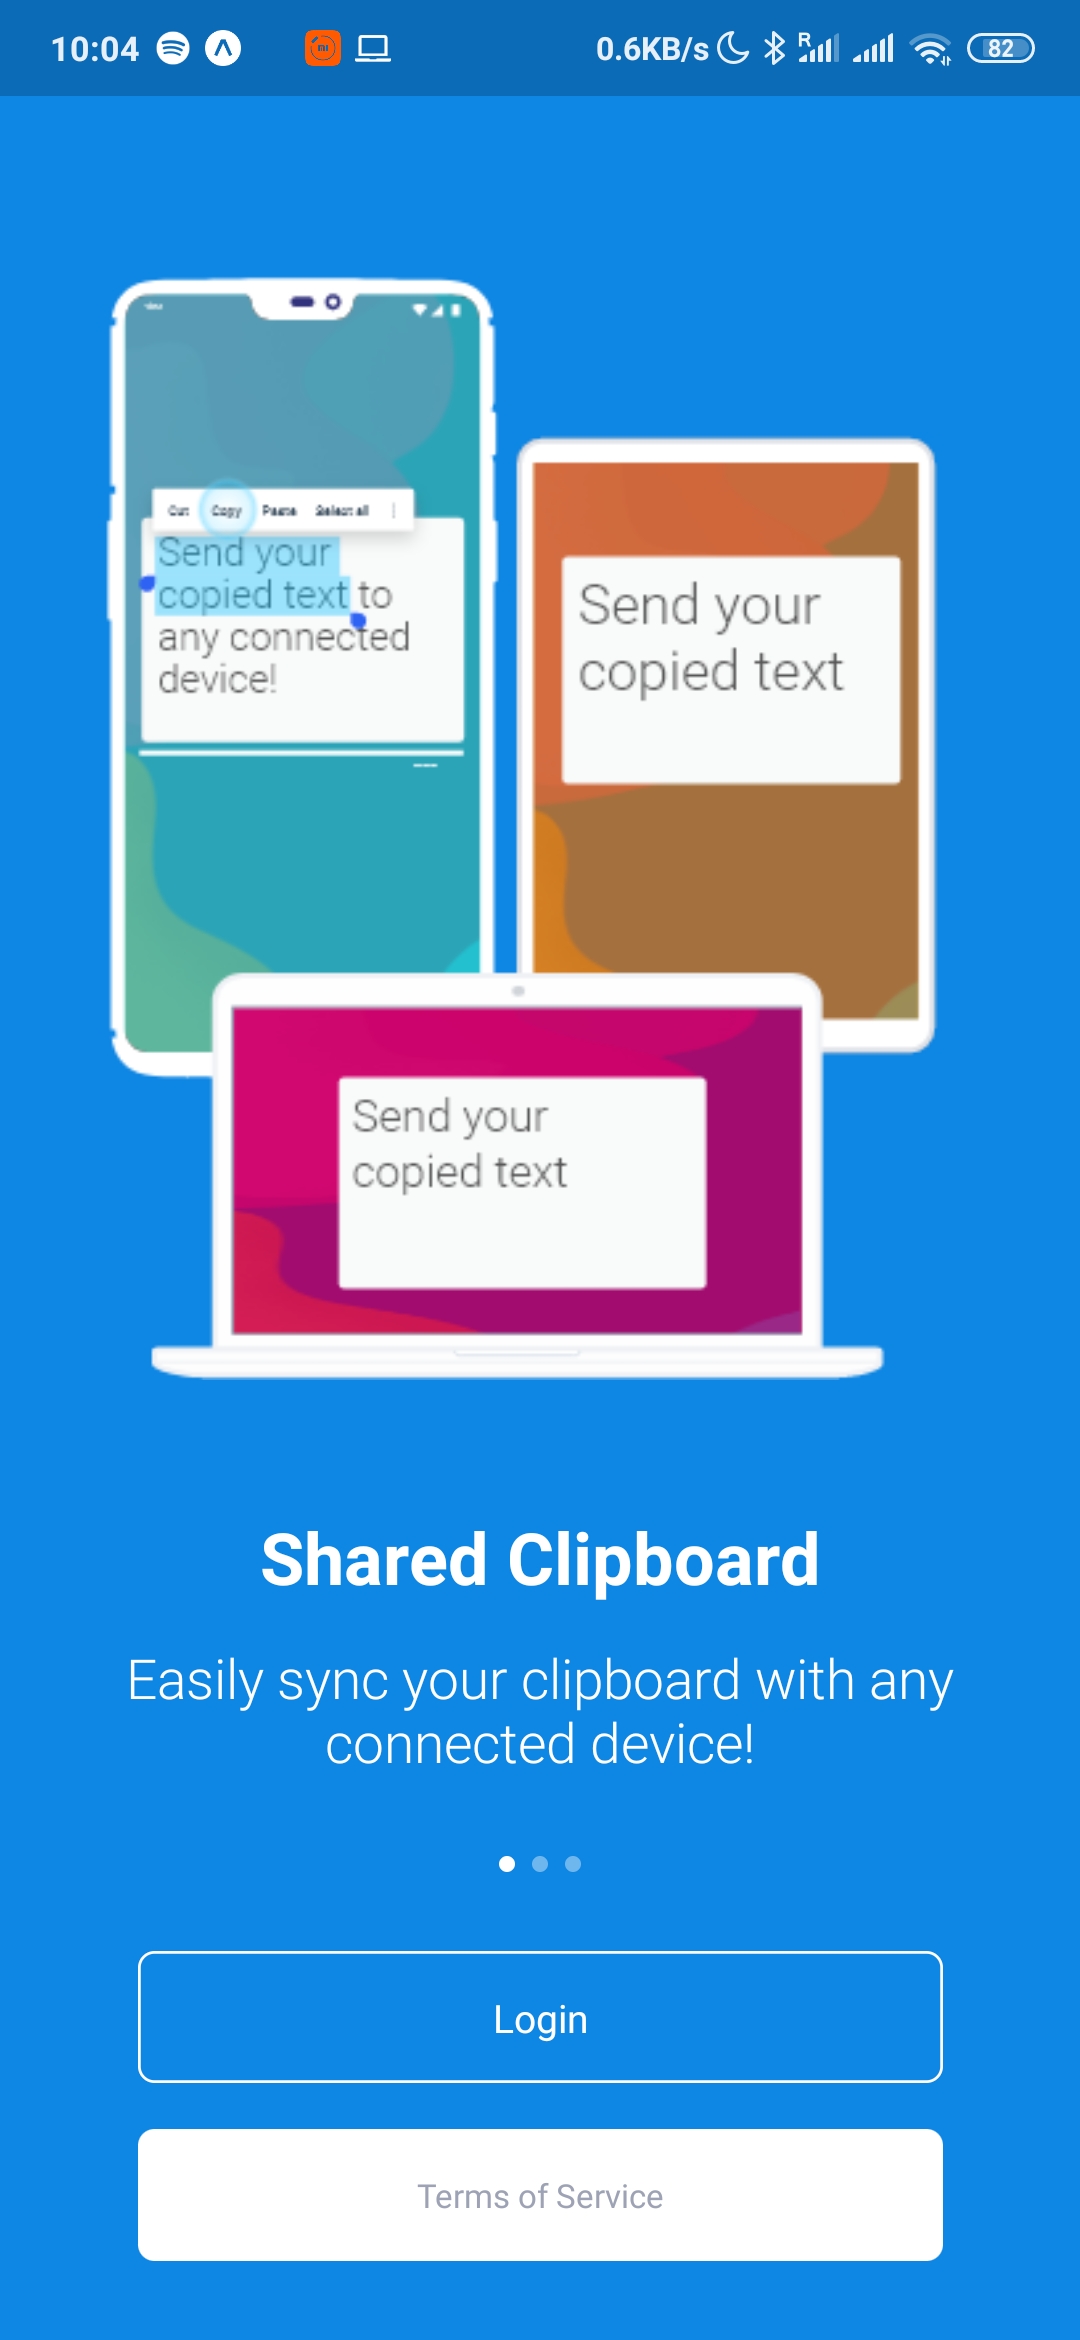 10:04
0.6KB/s
R
82
Cut Copy Paste Select all
Send your
copied text to
any connected
device!
Send your
copied text
Send your
copied text
Shared Clipboard
Easily sync your clipboard with any
connected device!
Login
Terms of Service